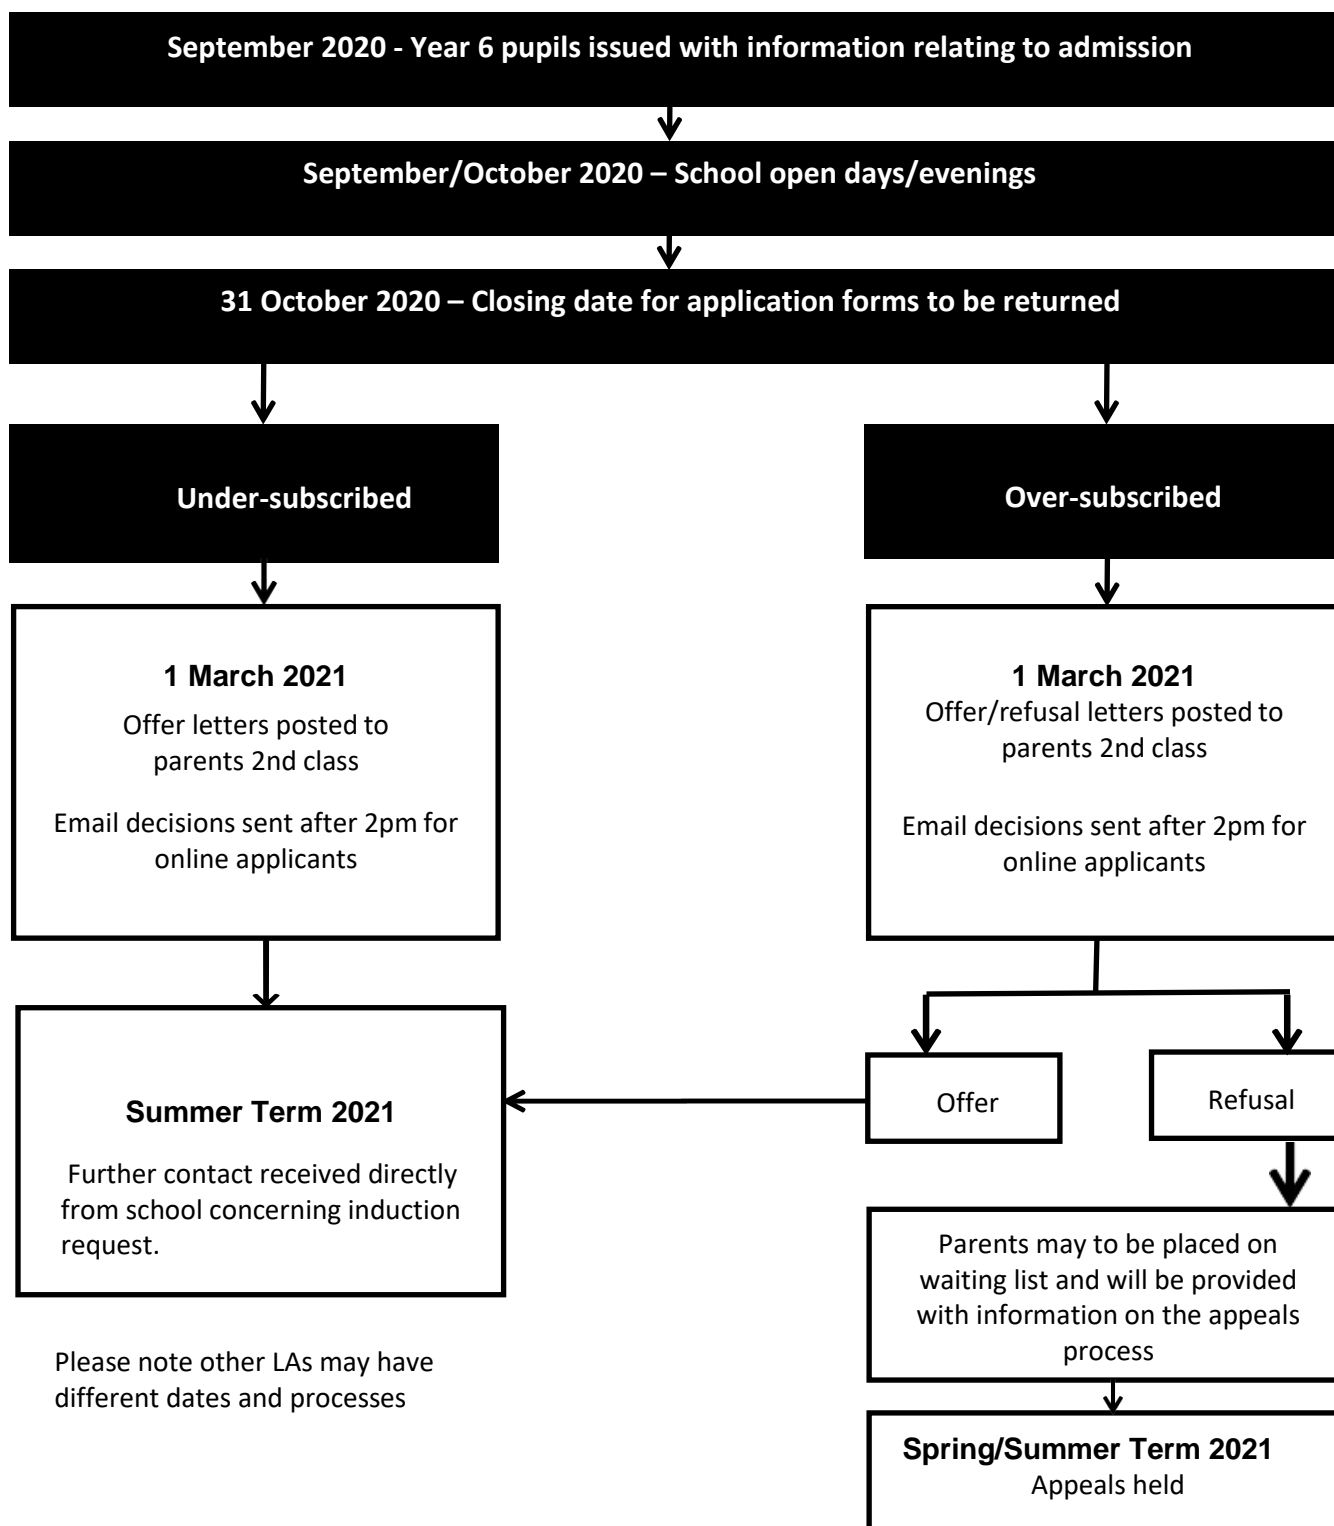 September 2020 - Year 6 pupils issued with information relating to admission
September/October 2020 – School open days/evenings
31 October 2020 – Closing date for application forms to be returned
Under-subscribed
Over-subscribed
1 March 2021
Offer letters posted to
parents 2nd class
Email decisions sent after 2pm for
online applicants
1 March 2021
Offer/refusal letters posted to
parents 2nd class
Email decisions sent after 2pm for
online applicants
Summer Term 2021
Further contact received directly
from school concerning induction
request.
Offer
Refusal
Parents may to be placed on
waiting list and will be provided
with information on the appeals
process
Please note other LAs may have
different dates and processes
Spring/Summer Term 2021
Appeals held